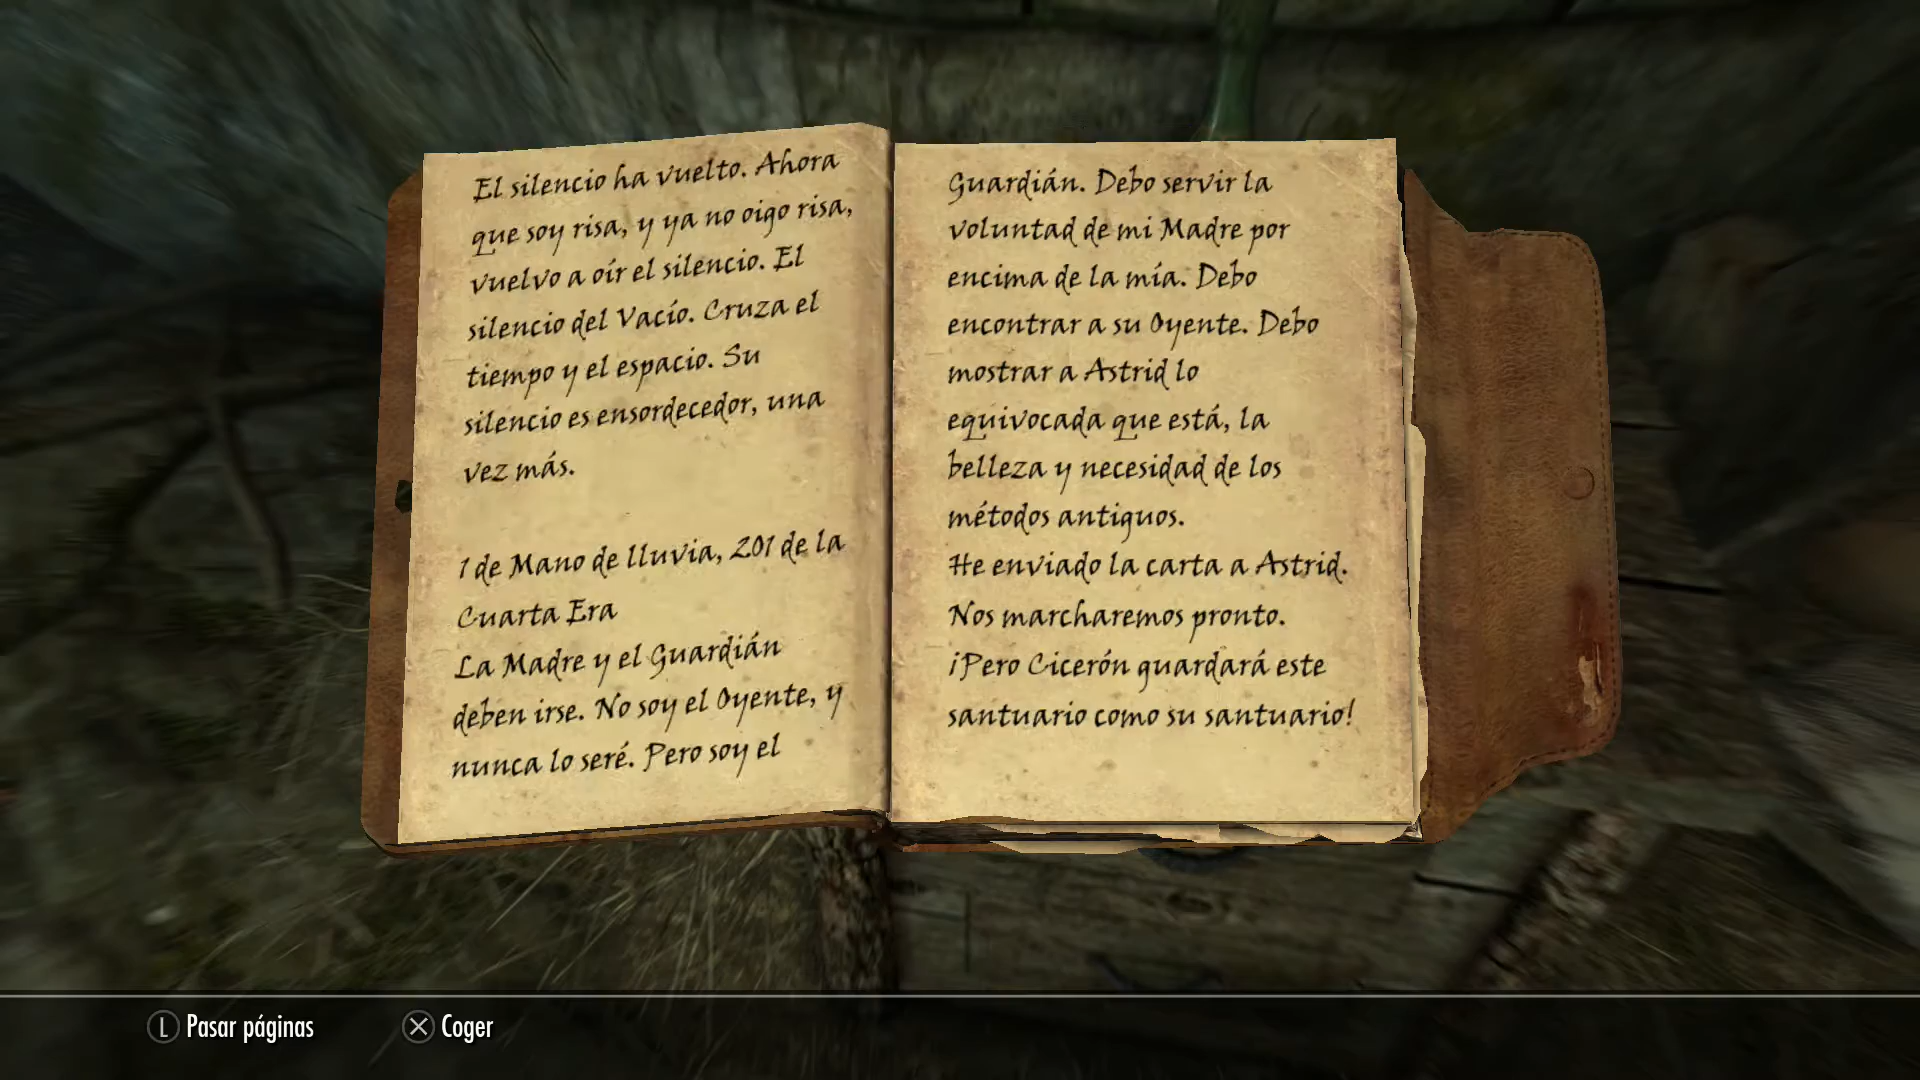 El silencio ha vuelto. Ahora
que soy risa, y ya no oigo risa,
vuelvo a oír el silencio. El
silencio del Vacío. Cruza el
tiempo y el espacio. Su
silencio es ensordecedor, una
vez más.
1 de Mano de lluvia, 201 de la
Cuarta Era
La Madre y el Guardián
deben irse. No soy el Oyente, y
nunca lo seré. Pero soy el
Guardián. Debo servir la
voluntad de mi Madre por
encima de la mía. Debo
encontrar a su Oyente. Debo
mostrar a Astrid lo
equivocada que está, la
belleza y necesidad de los
métodos antiguos.
He enviado la carta a Astrid.
Nos marcharemos pronto.
¡Pero Cicerón guardará este
santuario como su santuario!
L Pasar páginas
X Coger